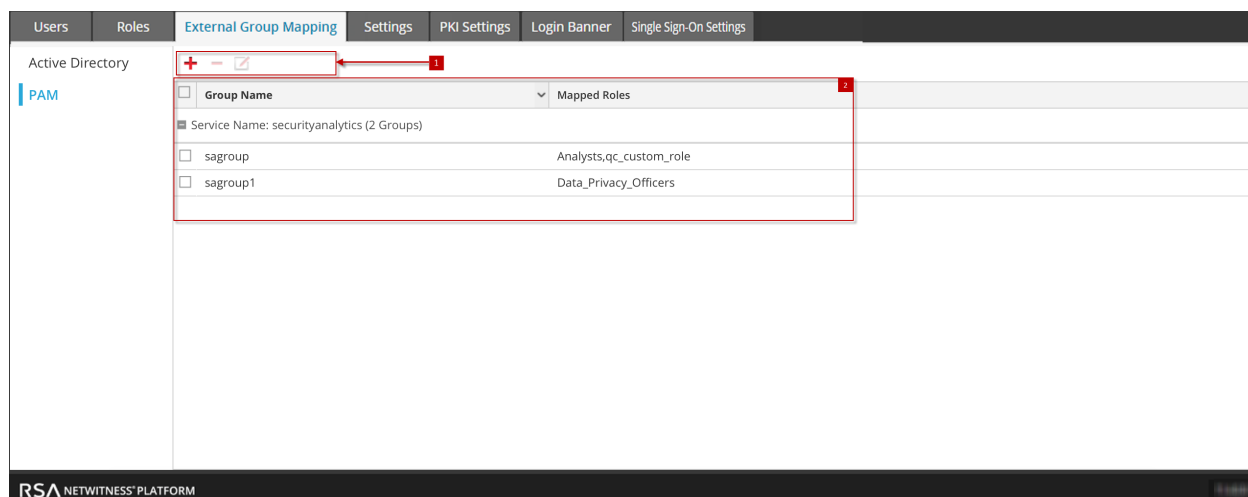 Users Roles External Group Mapping Settings PKI Settings Login Banner Single Sign-On Settings
Active Directory
1
PAM
2
Group Name Mapped Roles
Service Name: securityanalytics (2 Groups)
sagroup Analysts,qc_custom_role
sagroup1 Data_Privacy_Officers
RSA NETWITNESS® PLATFORM